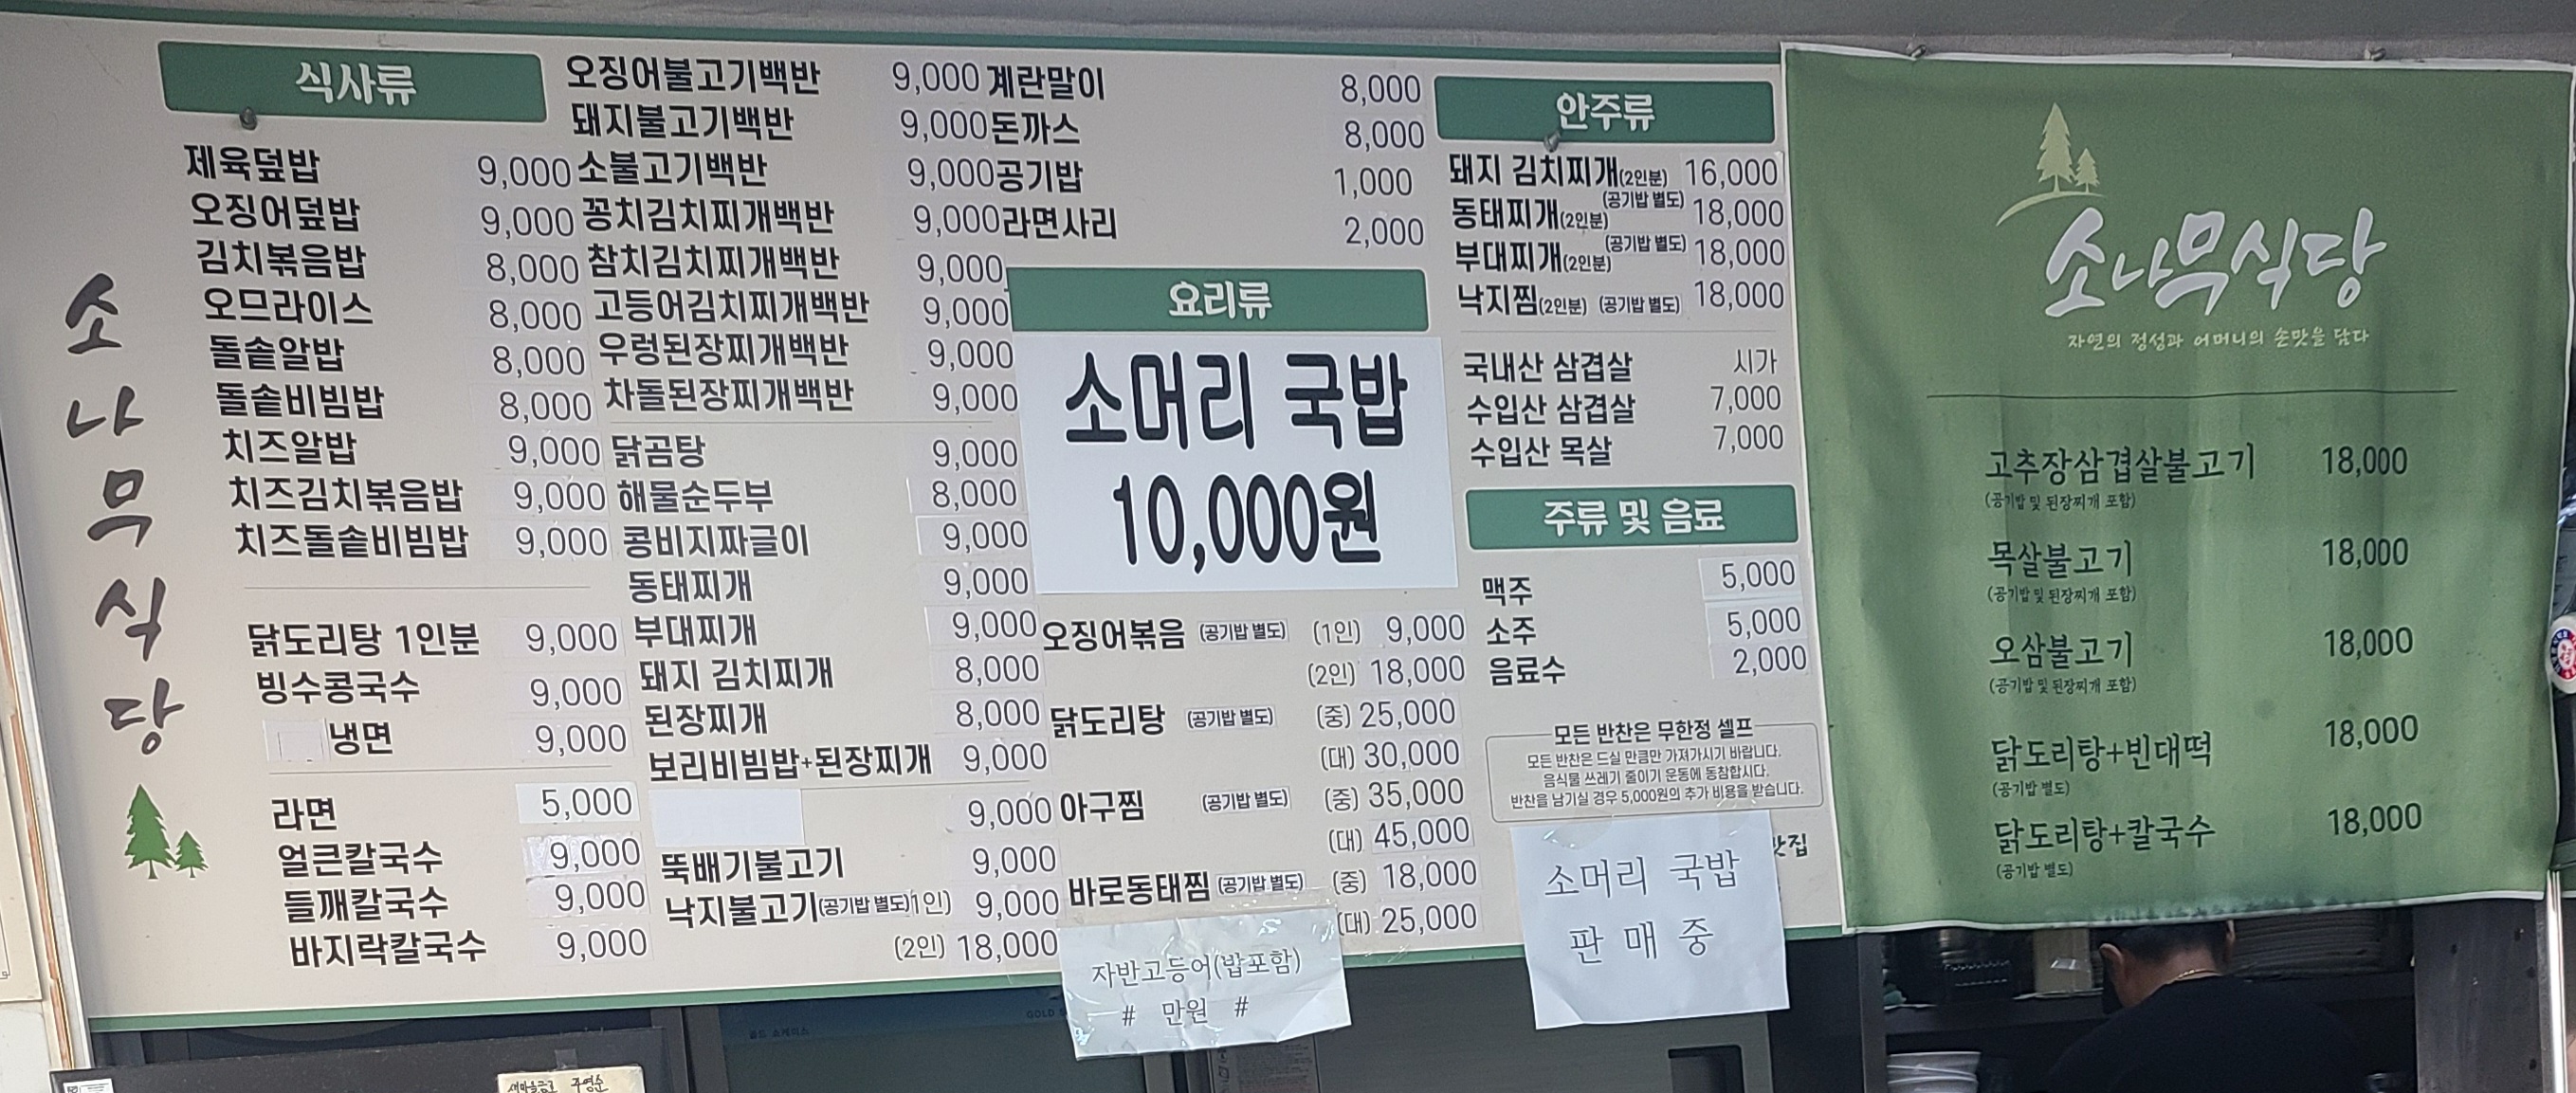 소나무식당
식사류
제육덮밥 9,000
오징어덮밥 9,000
김치볶음밥 8,000
오므라이스 8,000
돌솥알밥 8,000
돌솥비빔밥 8,000
치즈알밥 9,000
치즈김치볶음밥 9,000
치즈돌솥비빔밥 9,000
닭도리탕 1인분 9,000
빙수콩국수 9,000
냉면 9,000
라면 5,000
얼큰칼국수 9,000
들깨칼국수 9,000
바지락칼국수 9,000
오징어불고기백반 9,000
돼지불고기백반 9,000
소불고기백반 9,000
꽁치김치찌개백반 9,000
참치김치찌개백반 9,000
고등어김치찌개백반 9,000
우렁된장찌개백반 9,000
차돌된장찌개백반 9,000
닭곰탕 9,000
해물순두부 8,000
콩비지짜글이 9,000
동태찌개 9,000
부대찌개 9,000
돼지 김치찌개 8,000
된장찌개 8,000
보리비빔밥+된장찌개 9,000
9,000
뚝배기불고기 9,000
낙지불고기(공기밥 별도)1인) 9,000
(2인) 18,000
계란말이 8,000
돈까스 8,000
공기밥 1,000
라면사리 2,000
요리류
소머리 국밥
10,000원
오징어볶음 (공기밥 별도) (1인) 9,000
(2인) 18,000
닭도리탕 (공기밥 별도) (중) 25,000
(대) 30,000
아구찜 (공기밥 별도) (중) 35,000
(대) 45,000
바로동태찜 (공기밥 별도) (중) 18,000
(대) 25,000
자반고등어(밥포함)
# 만원 #
안주류
돼지 김치찌개(2인분) 16,000
(공기밥 별도)
동태찌개(2인분) 18,000
(공기밥 별도)
부대찌개(2인분) 18,000
낙지찜(2인분) (공기밥 별도) 18,000
국내산 삼겹살 시가
수입산 삼겹살 7,000
수입산 목살 7,000
주류 및 음료
맥주 5,000
소주 5,000
음료수 2,000
모든 반찬은 무한정 셀프
모든 반찬은 드실 만큼만 가져가시기 바랍니다.
음식물 쓰레기 줄이기 운동에 동참합시다.
반찬을 남기실 경우 5,000원의 추가 비용을 받습니다.
맛집
소머리 국밥
판매중
소나무식당
자연의 정성과 어머니의 손맛을 담다
고추장삼겹살불고기 18,000
(공기밥 및 된장찌개 포함)
목살불고기 18,000
(공기밥 및 된장찌개 포함)
오삼불고기 18,000
(공기밥 및 된장찌개 포함)
닭도리탕+빈대떡 18,000
(공기밥 별도)
닭도리탕+칼국수 18,000
(공기밥 별도)
골드 쇼케이스
GOLD
새마을금고 주영순